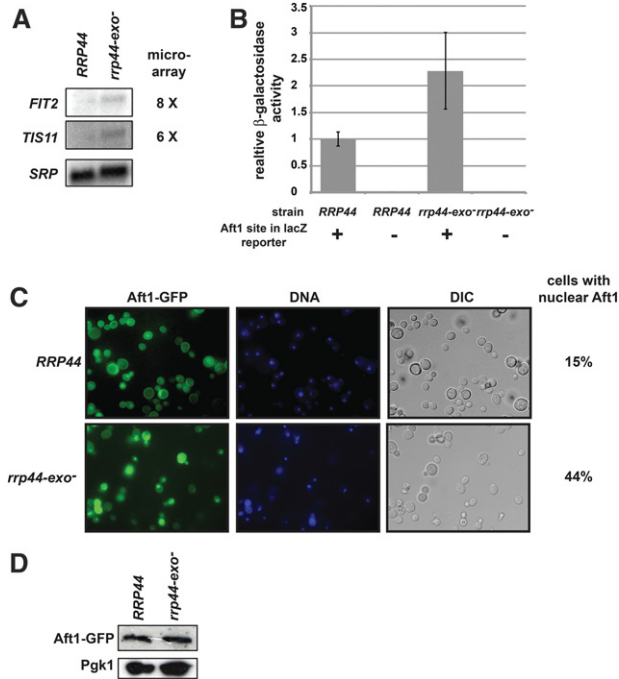 A
RRP44
rrp44-exo-
micro-
array
FIT2
8 X
TIS11
6 X
SRP
B
realtive β-galactosidase
activity
3.5
3
2.5
2
1.5
1
0.5
0
strain RRP44 RRP44 rrp44-exo- rrp44-exo-
Aft1 site in lacZ
reporter
+ - + -
C
Aft1-GFP DNA DIC
cells with
nuclear Aft1
RRP44
15%
rrp44-exo-
44%
D
RRP44
rrp44-exo-
Aft1-GFP
Pgk1